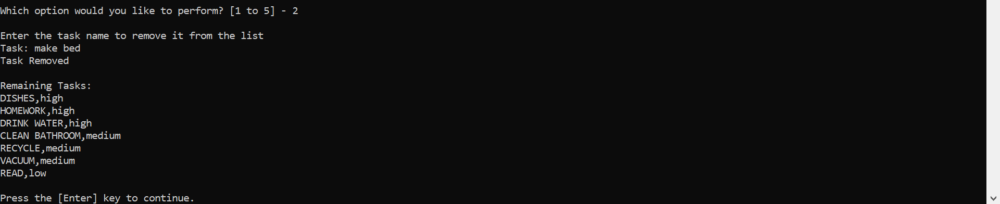 Which option would you like to perform? [1 to 5] - 2
Enter the task name to remove it from the list
Task: make bed
Task Removed
Remaining Tasks:
DISHES,high
HOMEWORK,high
DRINK WATER,high
CLEAN BATHROOM,medium
RECYCLE,medium
VACUUM,medium
READ,low
Press the [Enter] key to continue.